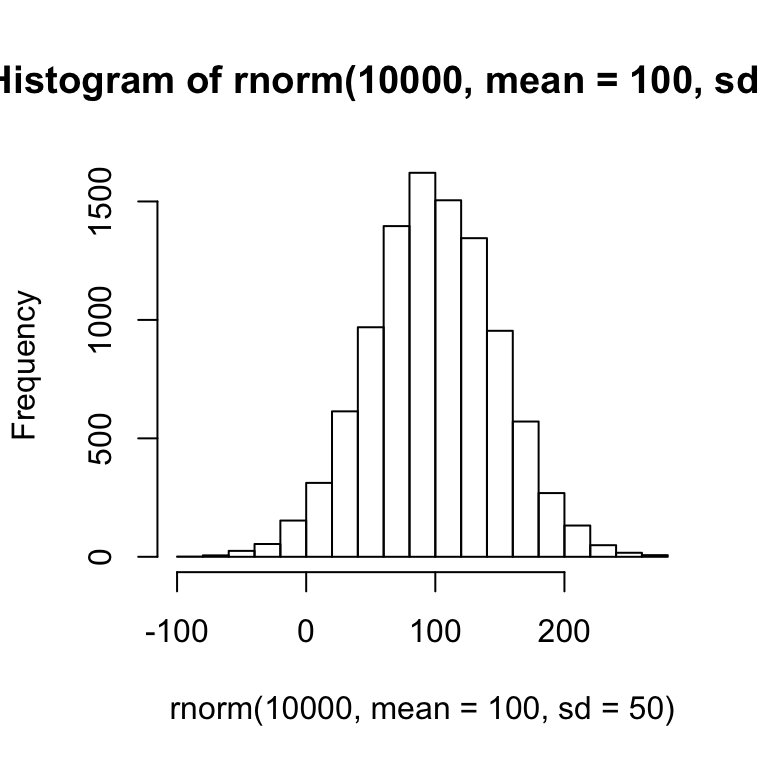 Histogram of rnorm(10000, mean = 100, sd
Frequency
1500
1000
500
0
-100 0 100 200
rnorm(10000, mean = 100, sd = 50)